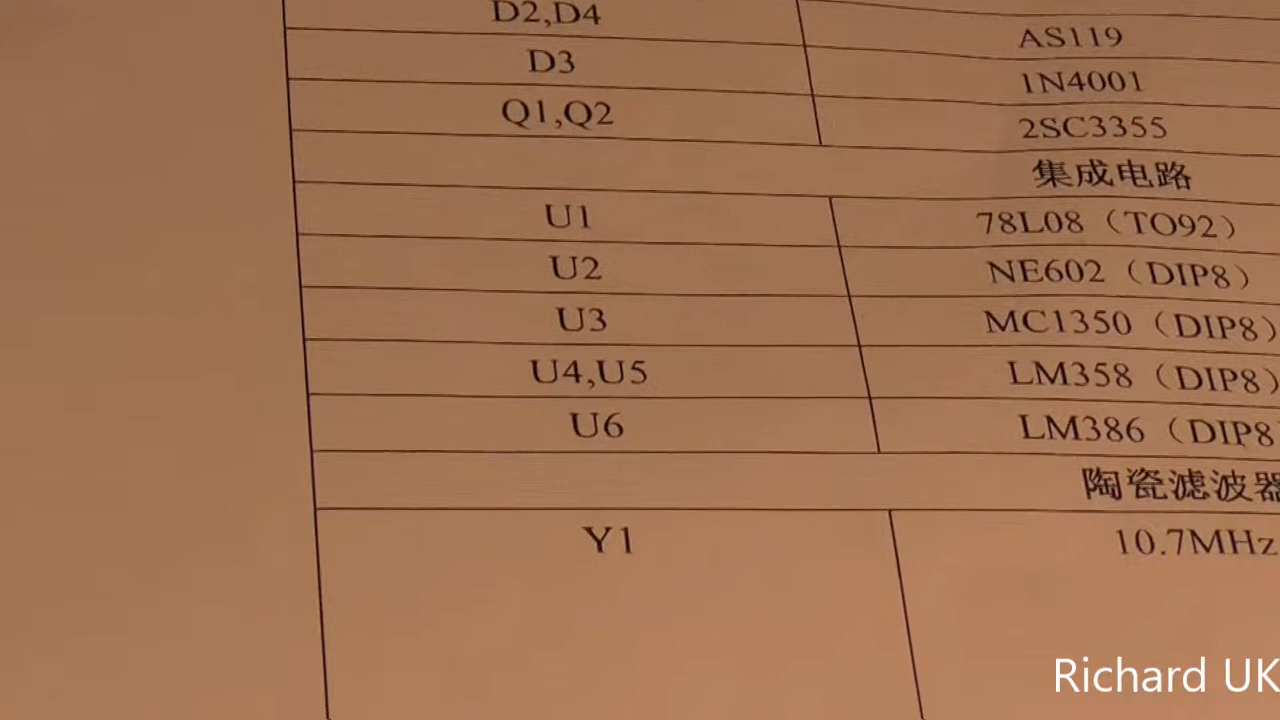 D2,D4
AS119
D3
1N4001
Q1,Q2
2SC3355
集成电路
U1
78L08（TO92）
U2
NE602（DIP8）
U3
MC1350（DIP8）
U4,U5
LM358（DIP8）
U6
LM386（DIP8
陶瓷滤波器
Y1
10.7MHz
Richard UK